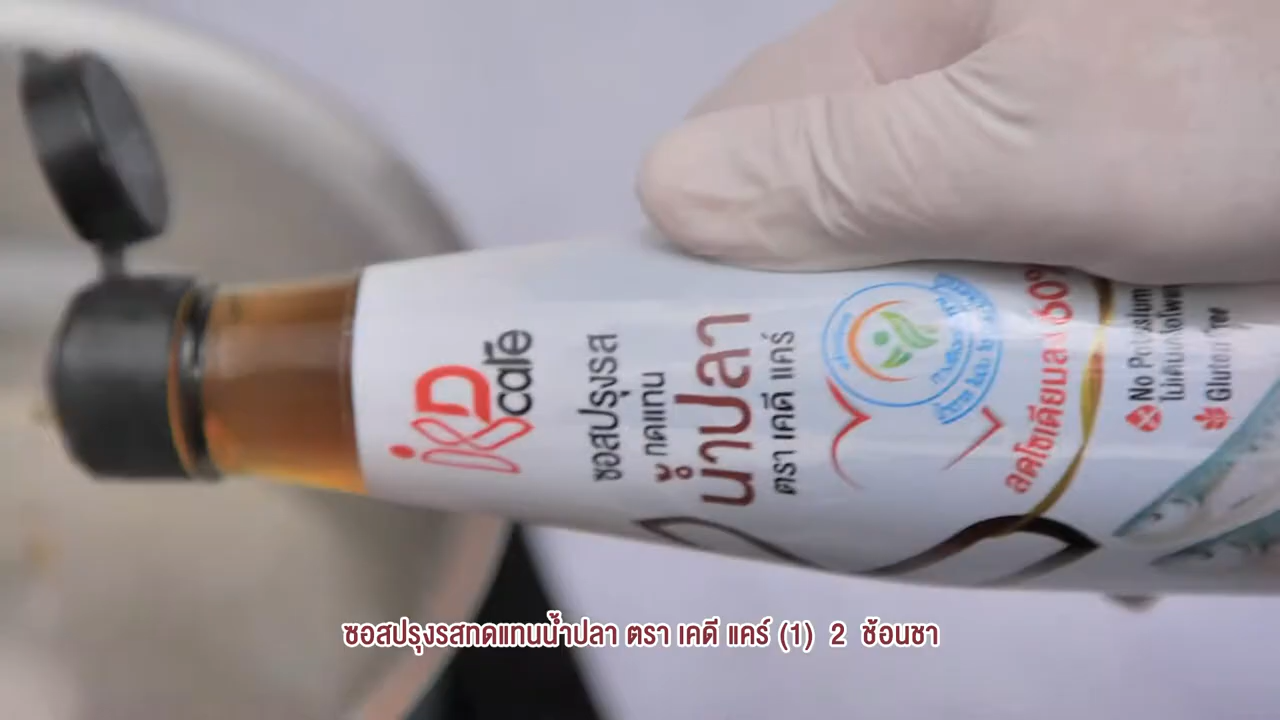 KD
care
ซอสปรุงรส
ทดแทน
น้ำปลา
ตรา เคดี แคร์
ลดโซเดียมลง 60%
No Potassium
Gluten Free
ซอสปรุงรสทดแทนน้ำปลา ตรา เคดี แคร์ (1) 2 ช้อนชา